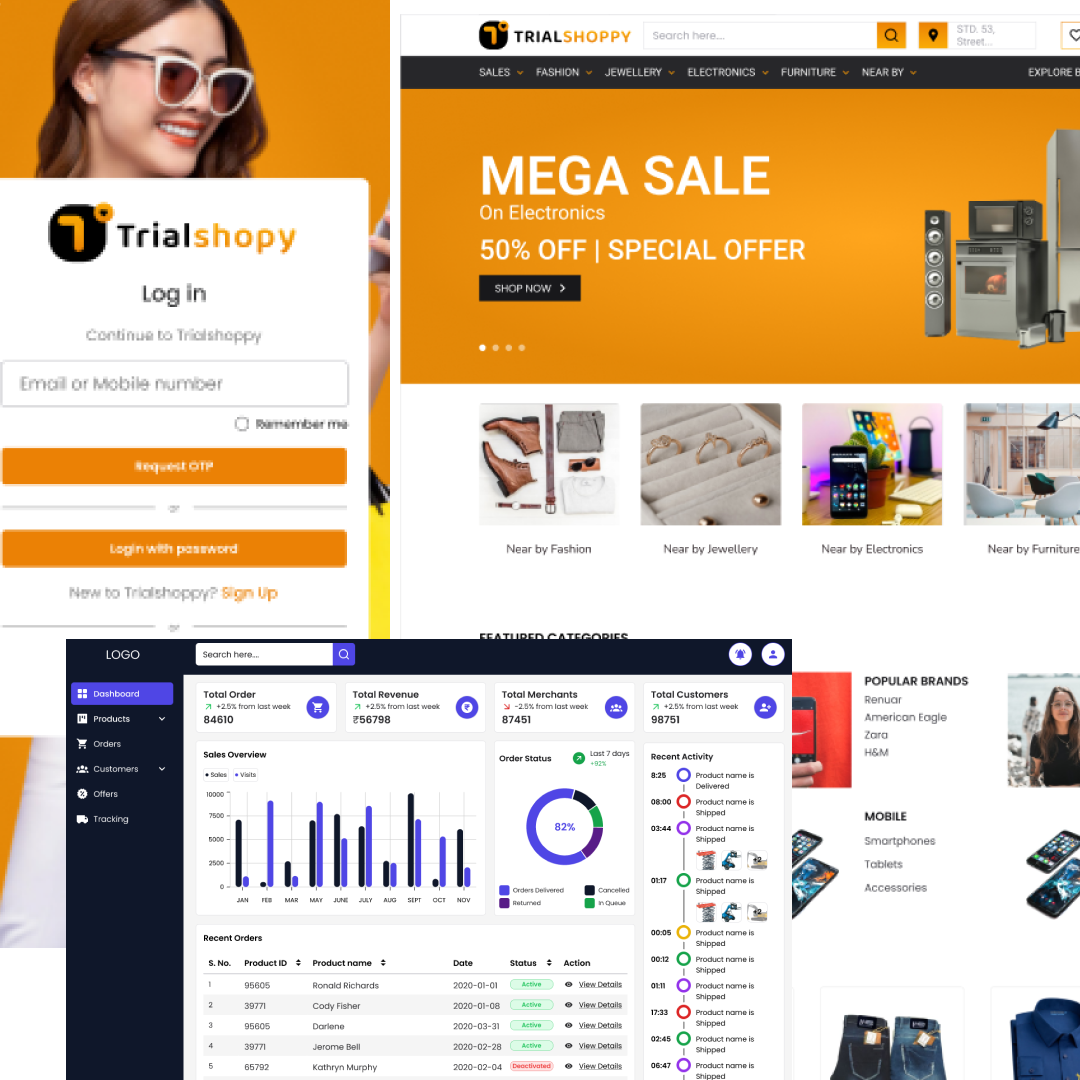 Trialshopy
Log in
Continue to Trialshoppy
Email or Mobile number
Remember me
Request OTP
or
Login with password
New to Trialshoppy? Sign Up
or
TRIALSHOPPY
Search here....
STD. 53,
Street...
SALES FASHION JEWELLERY ELECTRONICS FURNITURE NEAR BY EXPLORE B
MEGA SALE
On Electronics
50% OFF | SPECIAL OFFER
SHOP NOW
Near by Fashion Near by Jewellery Near by Electronics Near by Furniture
FEATURED CATEGORIES
POPULAR BRANDS
Renuar
American Eagle
Zara
H&M
MOBILE
Smartphones
Tablets
Accessories
LOGO
Search here....
Dashboard
Products
Orders
Customers
Offers
Tracking
Total Order
+2.5% from last week
84610
Total Revenue
+2.5% from last week
₹56798
Total Merchants
-2.5% from last week
87451
Total Customers
+2.5% from last week
98751
Sales Overview
Sales Visits
10000
7500
5000
2500
0
JAN FEB MAR MAY JUNE JULY AUG SEPT OCT NOV
Order Status
Last 7 days
+92%
82%
Orders Delivered Cancelled
Returned In Queue
Recent Activity
8:25 Product name is
Delivered
08:00 Product name is
Shipped
03:44 Product name is
Shipped
+2
01:17 Product name is
Shipped
+2
00:05 Product name is
Shipped
00:12 Product name is
Shipped
01:11 Product name is
Shipped
17:33 Product name is
Shipped
02:45 Product name is
Shipped
06:47 Product name is
Shipped
Recent Orders
S. No. Product ID Product name Date Status Action
1 95605 Ronald Richards 2020-01-01 Active View Details
2 39771 Cody Fisher 2020-01-08 Active View Details
3 95605 Darlene 2020-03-31 Active View Details
4 39771 Jerome Bell 2020-02-28 Active View Details
5 65792 Kathryn Murphy 2020-02-04 Deactivated View Details